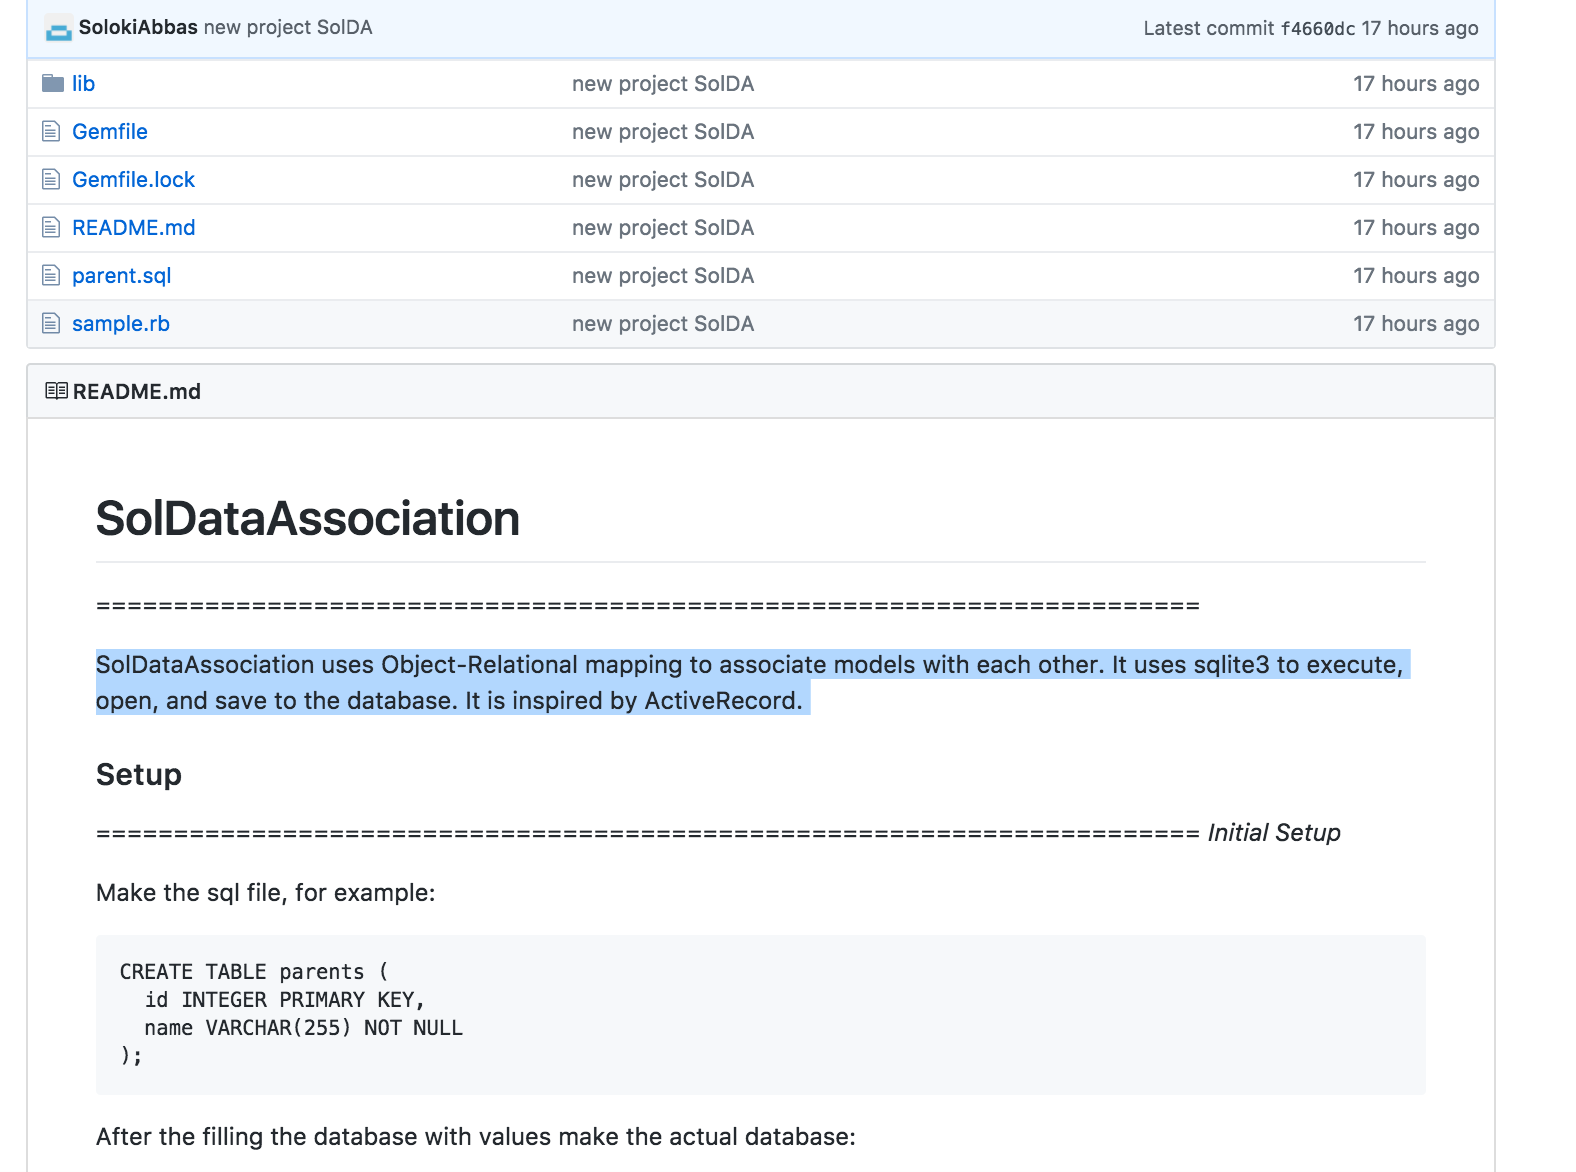 SolokiAbbas new project SolDA Latest commit f4660dc 17 hours ago
lib new project SolDA 17 hours ago
Gemfile new project SolDA 17 hours ago
Gemfile.lock new project SolDA 17 hours ago
README.md new project SolDA 17 hours ago
parent.sql new project SolDA 17 hours ago
sample.rb new project SolDA 17 hours ago
README.md
SolDataAssociation
=======================================================================
SolDataAssociation uses Object-Relational mapping to associate models with each other. It uses sqlite3 to execute,
open, and save to the database. It is inspired by ActiveRecord.
Setup
======================================================================= Initial Setup
Make the sql file, for example:
CREATE TABLE parents (
  id INTEGER PRIMARY KEY,
  name VARCHAR(255) NOT NULL
);
After the filling the database with values make the actual database: